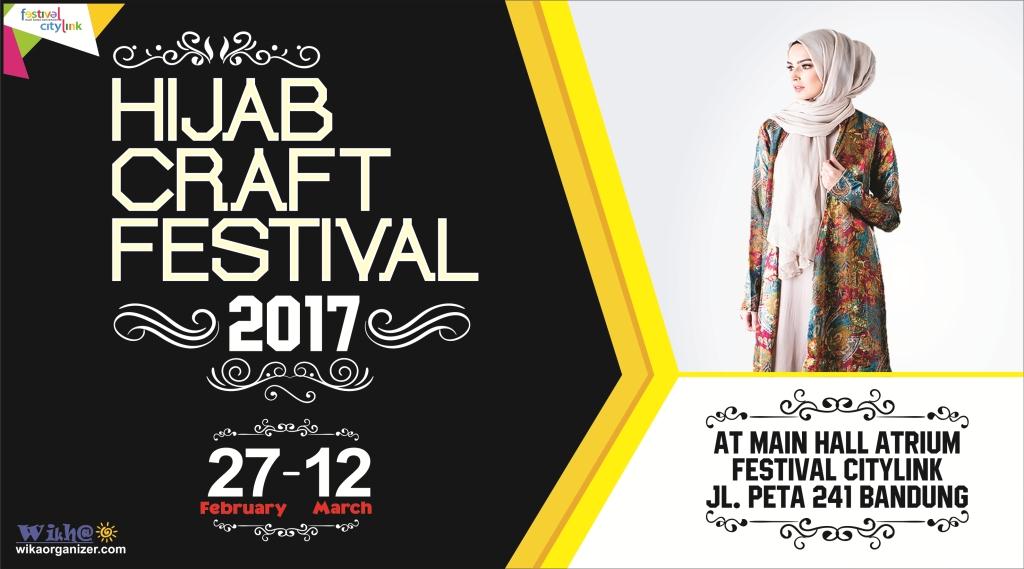 festival
citylink
HIJAB
CRAFT
FESTIVAL
2017
27-12
February March
Wikh@
wikaorganizer.com
AT MAIN HALL ATRIUM
FESTIVAL CITYLINK
JL. PETA 241 BANDUNG